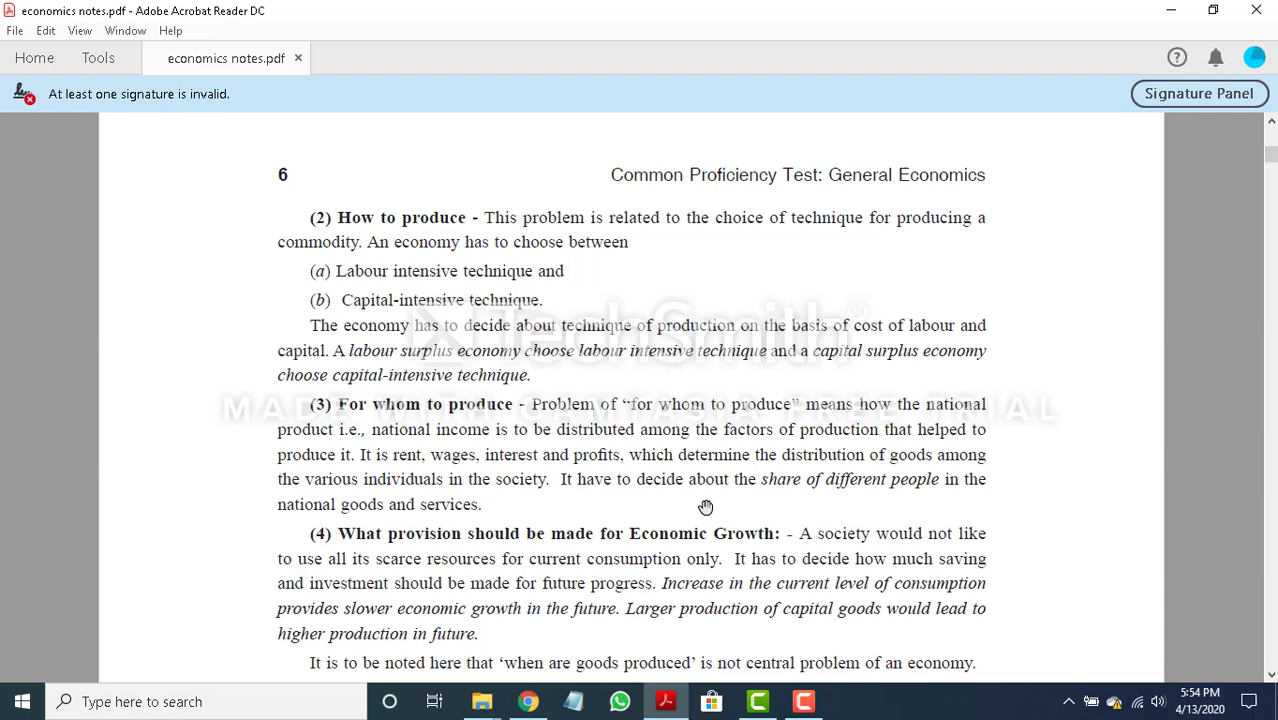 economics notes.pdf - Adobe Acrobat Reader DC
File Edit View Window Help
Home Tools economics notes.pdf ×
At least one signature is invalid.
Signature Panel
6 Common Proficiency Test: General Economics
(2) How to produce - This problem is related to the choice of technique for producing a
commodity. An economy has to choose between
(a) Labour intensive technique and
(b) Capital-intensive technique.
The economy has to decide about technique of production on the basis of cost of labour and
capital. A labour surplus economy choose labour intensive technique and a capital surplus economy
choose capital-intensive technique.
TechSmith®
MADE WITH CAMTASIA FREE TRIAL
(3) For whom to produce - Problem of “for whom to produce” means how the national
product i.e., national income is to be distributed among the factors of production that helped to
produce it. It is rent, wages, interest and profits, which determine the distribution of goods among
the various individuals in the society. It have to decide about the share of different people in the
national goods and services.
(4) What provision should be made for Economic Growth: - A society would not like
to use all its scarce resources for current consumption only. It has to decide how much saving
and investment should be made for future progress. Increase in the current level of consumption
provides slower economic growth in the future. Larger production of capital goods would lead to
higher production in future.
It is to be noted here that ‘when are goods produced’ is not central problem of an economy.
Type here to search
5:54 PM
4/13/2020